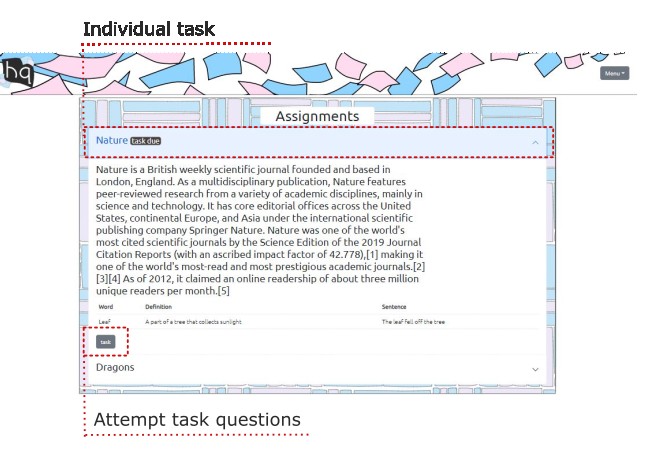 Individual task
hq
Menu
Assignments
Nature task due
Nature is a British weekly scientific journal founded and based in
London, England. As a multidisciplinary publication, Nature features
peer-reviewed research from a variety of academic disciplines, mainly in
science and technology. It has core editorial offices across the United
States, continental Europe, and Asia under the international scientific
publishing company Springer Nature. Nature was one of the world's
most cited scientific journals by the Science Edition of the 2019 Journal
Citation Reports (with an ascribed impact factor of 42.778),[1] making it
one of the world's most-read and most prestigious academic journals.[2]
[3][4] As of 2012, it claimed an online readership of about three million
unique readers per month.[5]
Word Definition Sentence
Leaf A part of a tree that collects sunlight The leaf fell off the tree
task
Dragons
Attempt task questions